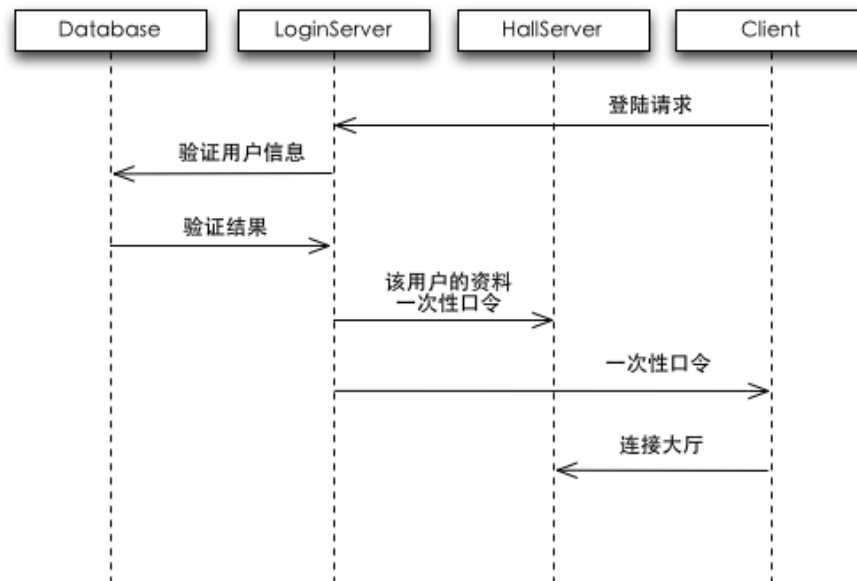 Database
LoginServer
HallServer
Client
登陆请求
验证用户信息
验证结果
该用户的资料
一次性口令
一次性口令
连接大厅